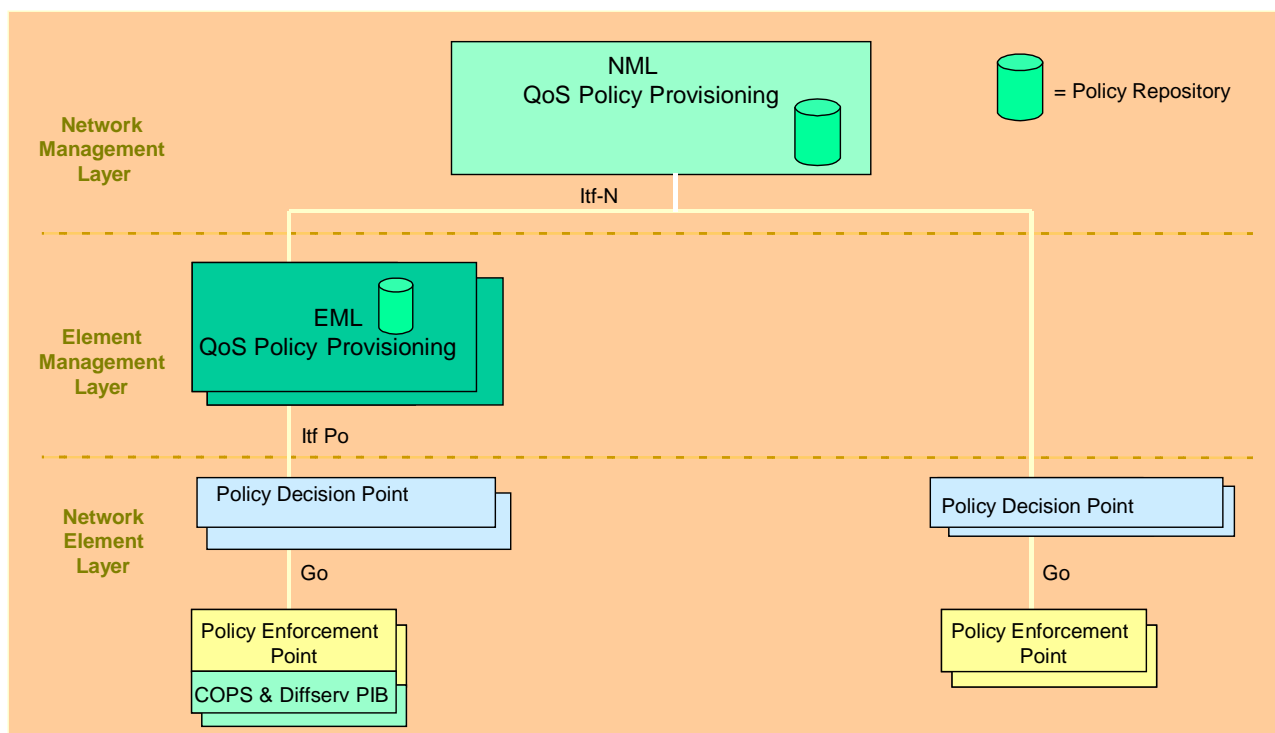 NML
QoS Policy Provisioning
= Policy Repository
Network
Management
Layer
Itf-N
EML
QoS Policy Provisioning
Element
Management
Layer
Itf Po
Policy Decision Point
Policy Decision Point
Network
Element
Layer
Go
Go
Policy Enforcement
Point
COPS & Diffserv PIB
Policy Enforcement
Point